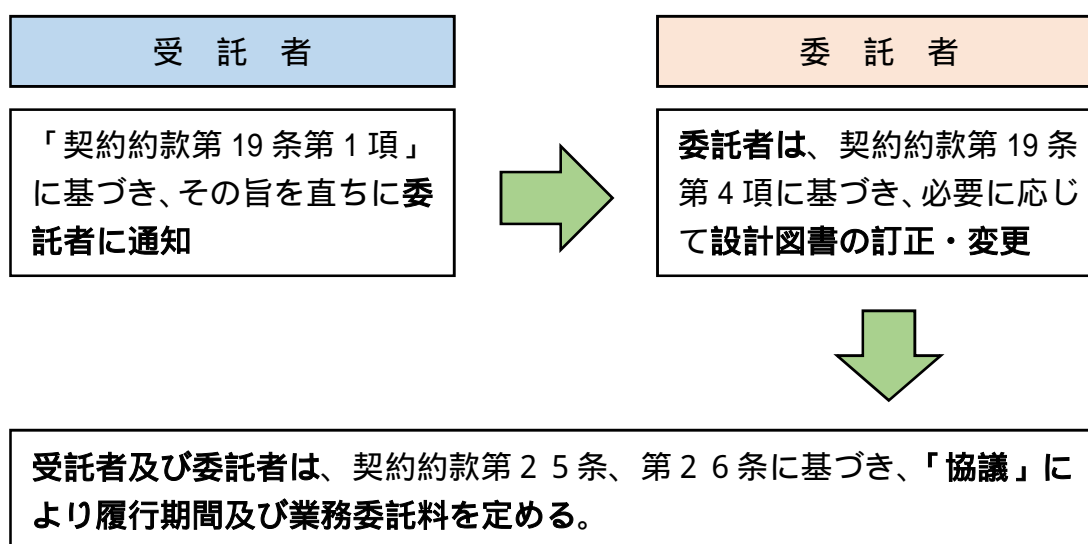 受 託 者
委 託 者
「契約約款第 19 条第 1 項」
に基づき、その旨を直ちに委
託者に通知
委託者は、契約約款第 19 条
第 4 項に基づき、必要に応じ
て設計図書の訂正・変更
受託者及び委託者は、契約約款第２５条、第２６条に基づき、「協議」に
より履行期間及び業務委託料を定める。